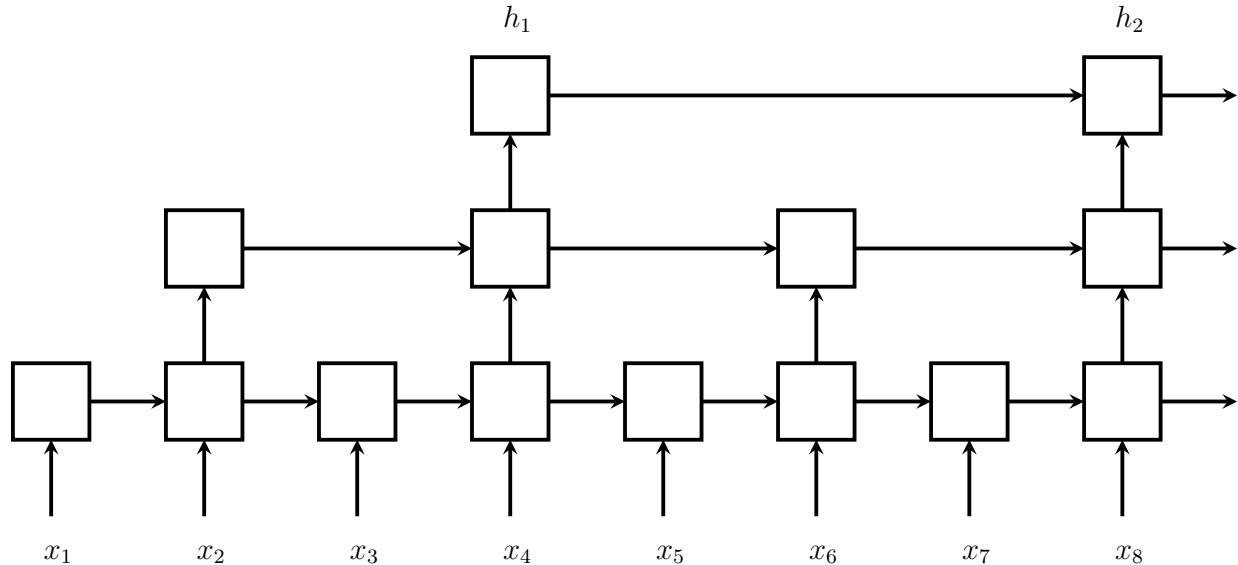 h₁ h₂
x₁ x₂ x₃ x₄ x₅ x₆ x₇ x₈